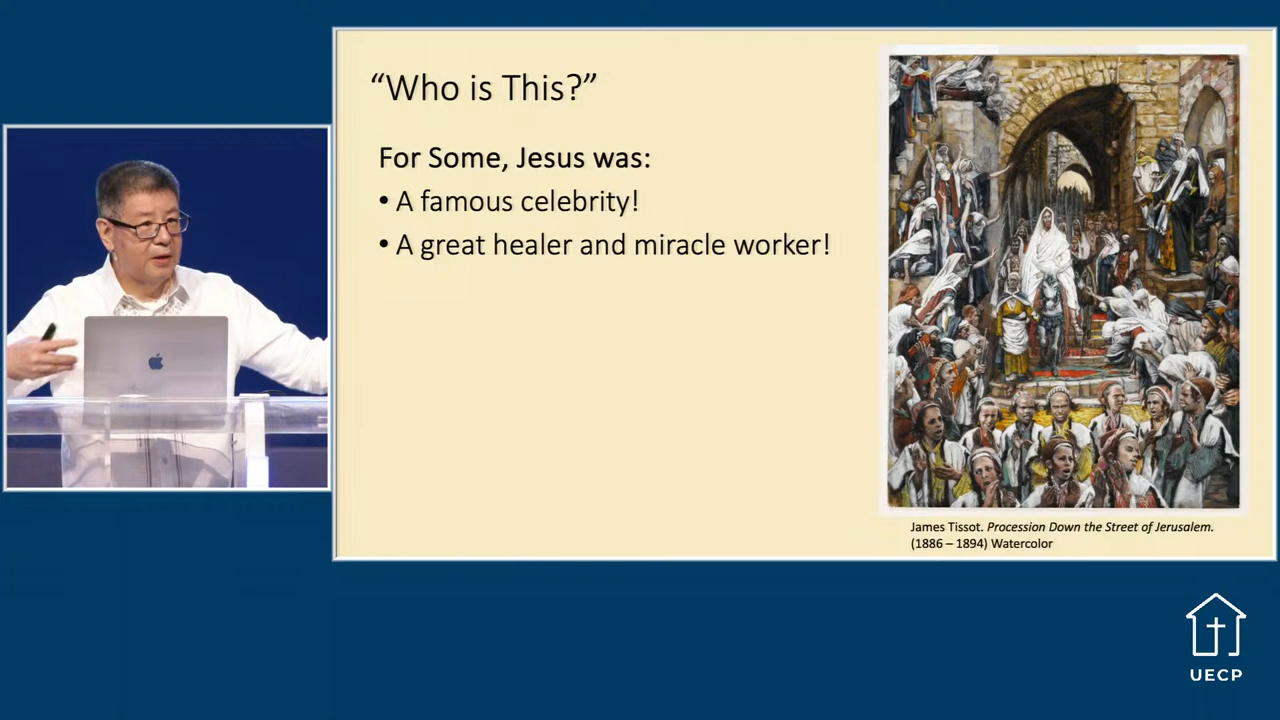 “Who is This?”
For Some, Jesus was:
• A famous celebrity!
• A great healer and miracle worker!
James Tissot. Procession Down the Street of Jerusalem.
(1886 – 1894) Watercolor
UECP